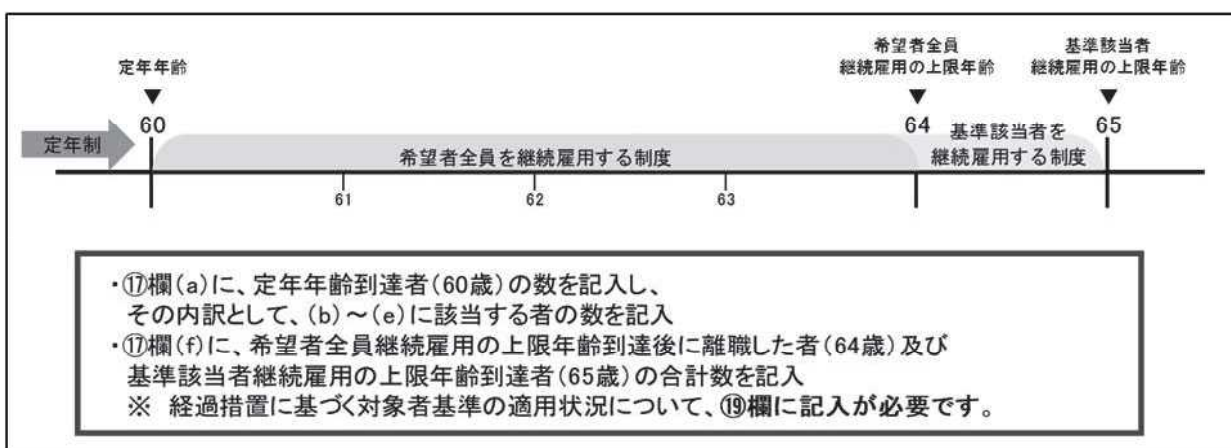 希望者全員
継続雇用の上限年齢
基準該当者
継続雇用の上限年齢
定年年齢
▼
▼
▼
60
64
65
定年制
希望者全員を継続雇用する制度
基準該当者を
継続雇用する制度
61
62
63
・⑰欄(a)に、定年年齢到達者(60歳)の数を記入し、
その内訳として、(b)～(e)に該当する者の数を記入
・⑰欄(f)に、希望者全員継続雇用の上限年齢到達後に離職した者(64歳)及び
基準該当者継続雇用の上限年齢到達者(65歳)の合計数を記入
※ 経過措置に基づく対象者基準の適用状況について、⑲欄に記入が必要です。